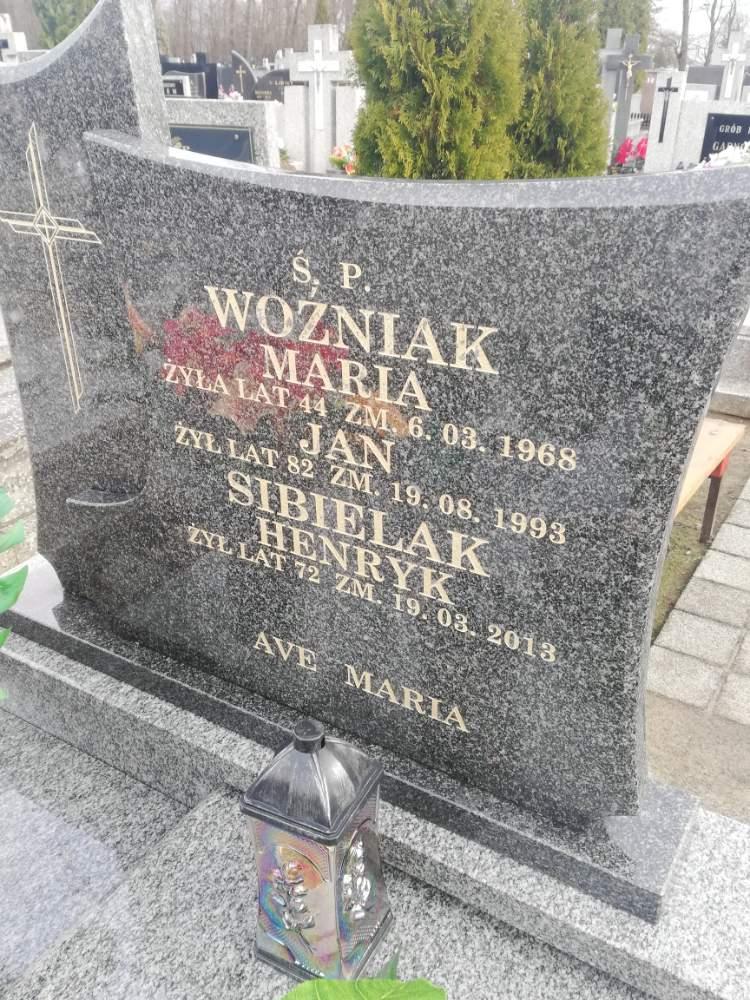 Ś. P.
WOŹNIAK
MARIA
ŻYŁA LAT 44 ZM. 6. 03. 1968
JAN
ŻYŁ LAT 82 ZM. 19. 08. 1993
SIBIELAK
HENRYK
ŻYŁ LAT 72 ZM. 19. 03. 2013
AVE MARIA
GRÓB